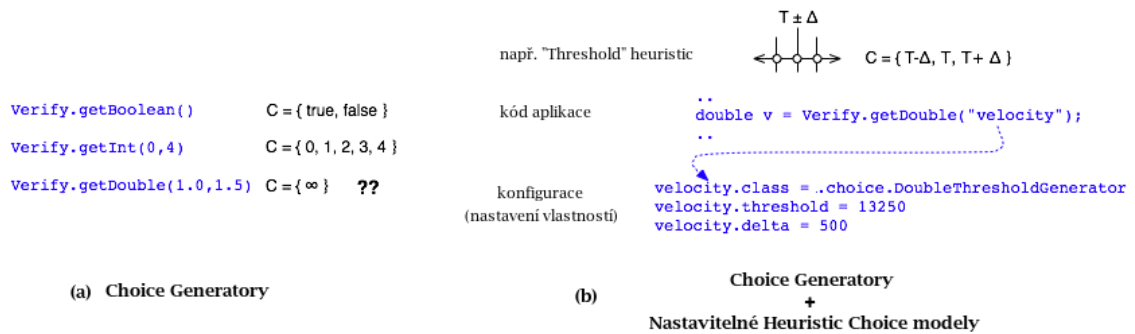 Verify.getBoolean() C = { true, false }
Verify.getInt(0,4) C = { 0, 1, 2, 3, 4 }
Verify.getDouble(1.0,1.5) C = { ∞ } ??
(a) Choice Generatory
T ± Δ
např. "Threshold" heuristic C = { T-Δ, T, T+ Δ }
..
kód aplikace double v = Verify.getDouble("velocity");
..
konfigurace velocity.class = ..choice.DoubleThresholdGenerator
(nastavení vlastností) velocity.threshold = 13250
velocity.delta = 500
(b) Choice Generatory
+
Nastavitelné Heuristic Choice modely